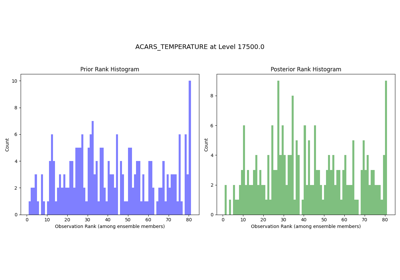 ACARS_TEMPERATURE at Level 17500.0
Prior Rank Histogram
Posterior Rank Histogram
Count
10
8
6
4
2
0
0 10 20 30 40 50 60 70 80
Observation Rank (among ensemble members)
Count
8
6
4
2
0
0 10 20 30 40 50 60 70 80
Observation Rank (among ensemble members)